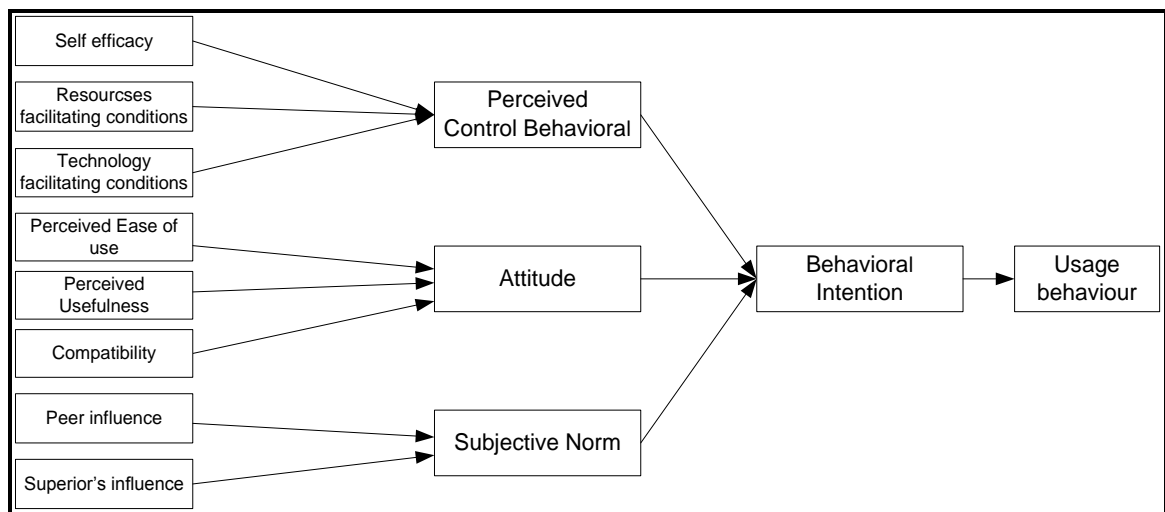 Self efficacy
Resourcses
facilitating conditions
Technology
facilitating conditions
Perceived Ease of
use
Perceived
Usefulness
Compatibility
Peer influence
Superior's influence
Perceived
Control Behavioral
Attitude
Subjective Norm
Behavioral
Intention
Usage
behaviour